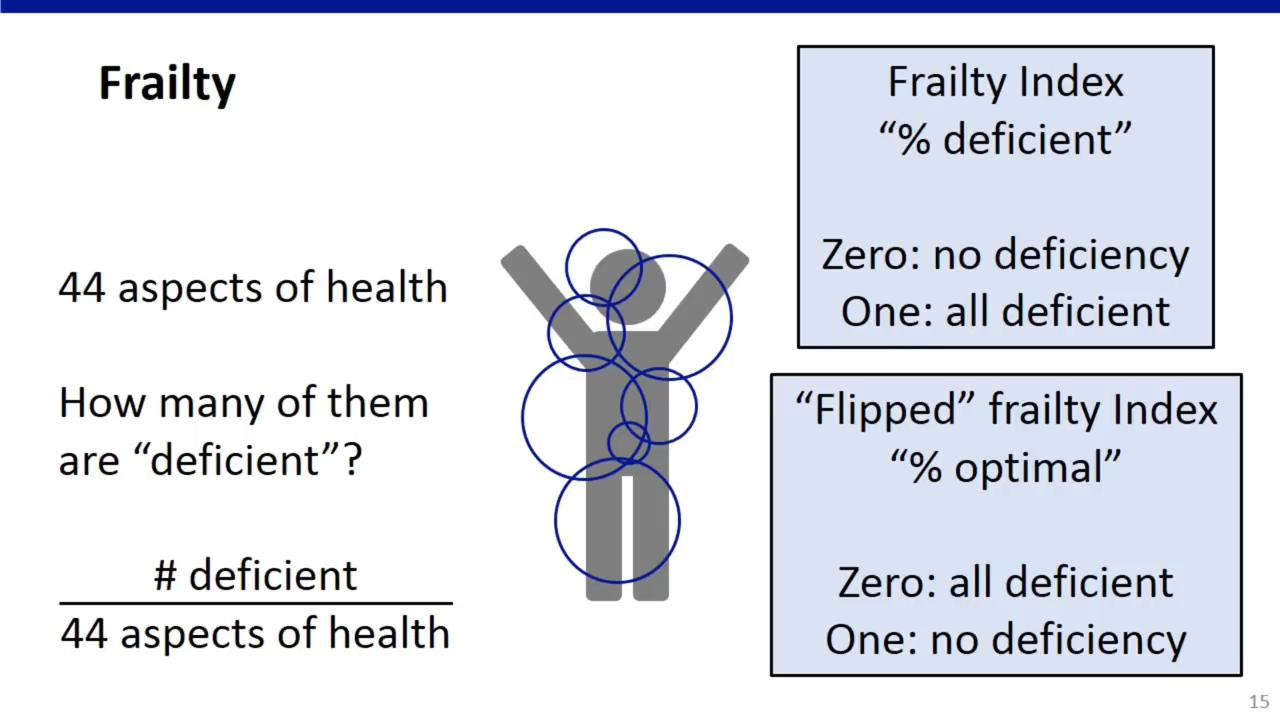 Frailty
44 aspects of health
How many of them
are “deficient”?
# deficient
44 aspects of health
Frailty Index
“% deficient”
Zero: no deficiency
One: all deficient
“Flipped” frailty Index
“% optimal”
Zero: all deficient
One: no deficiency
15